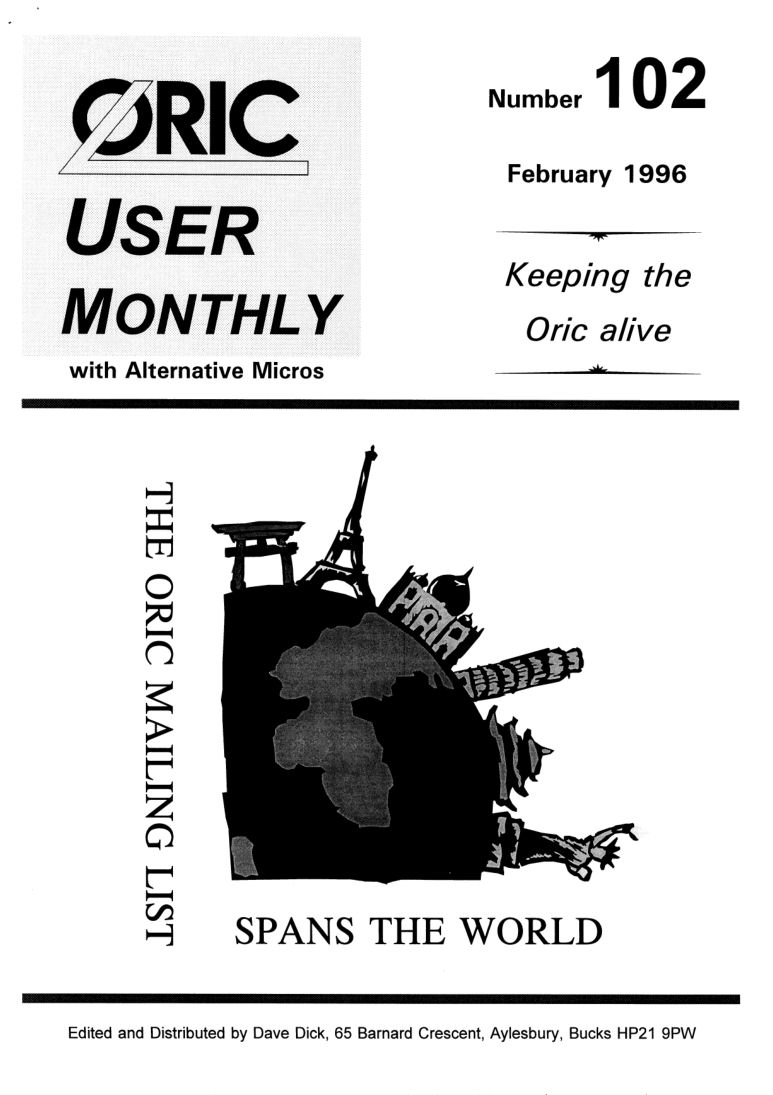 ORIC
USER
MONTHLY
with Alternative Micros
Number 102
February 1996
Keeping the
Oric alive
THE ORIC MAILING LIST
SPANS THE WORLD
Edited and Distributed by Dave Dick, 65 Barnard Crescent, Aylesbury, Bucks HP21 9PW